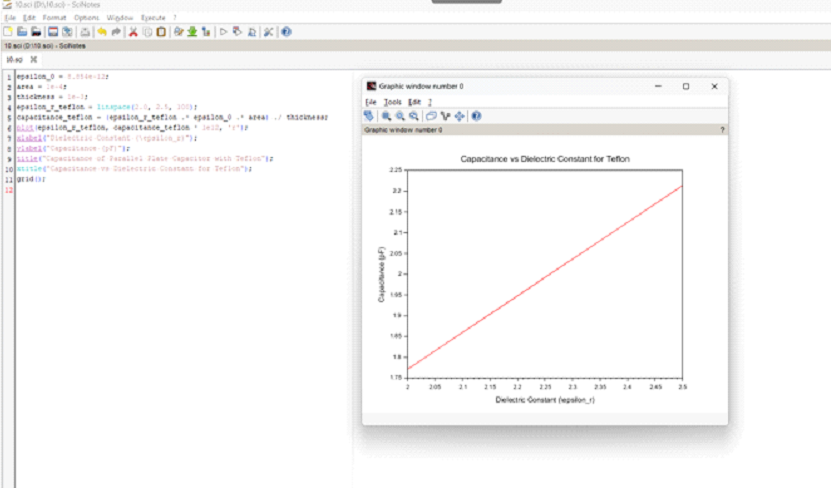 10.sci (D:\10.sci) - SciNotes
File Edit Format Options Window Execute ?
10.sci (D:\10.sci) - SciNotes
10.sci
1 epsilon_0 = 8.854e-12;
2 area = 1e-4;
3 thickness = 1e-3;
4 epsilon_r_teflon = linspace(2.0, 2.5, 100);
5 capacitance_teflon = (epsilon_r_teflon .* epsilon_0 .* area) ./ thickness;
6 plot(epsilon_r_teflon, capacitance_teflon * 1e12, 'r');
7 xlabel("Dielectric Constant (\epsilon_r)");
8 ylabel("Capacitance (pF)");
9 title("Capacitance of Parallel Plate Capacitor with Teflon");
10 xtitle("Capacitance vs Dielectric Constant for Teflon");
11 grid();
12
Graphic window number 0
File Tools Edit ?
Graphic window number 0 ?
Capacitance vs Dielectric Constant for Teflon
2.25
2.2
2.15
2.1
2.05
2
1.95
1.9
1.85
1.8
1.75
Capacitance (pF)
2 2.05 2.1 2.15 2.2 2.25 2.3 2.35 2.4 2.45 2.5
Dielectric Constant (\epsilon_r)